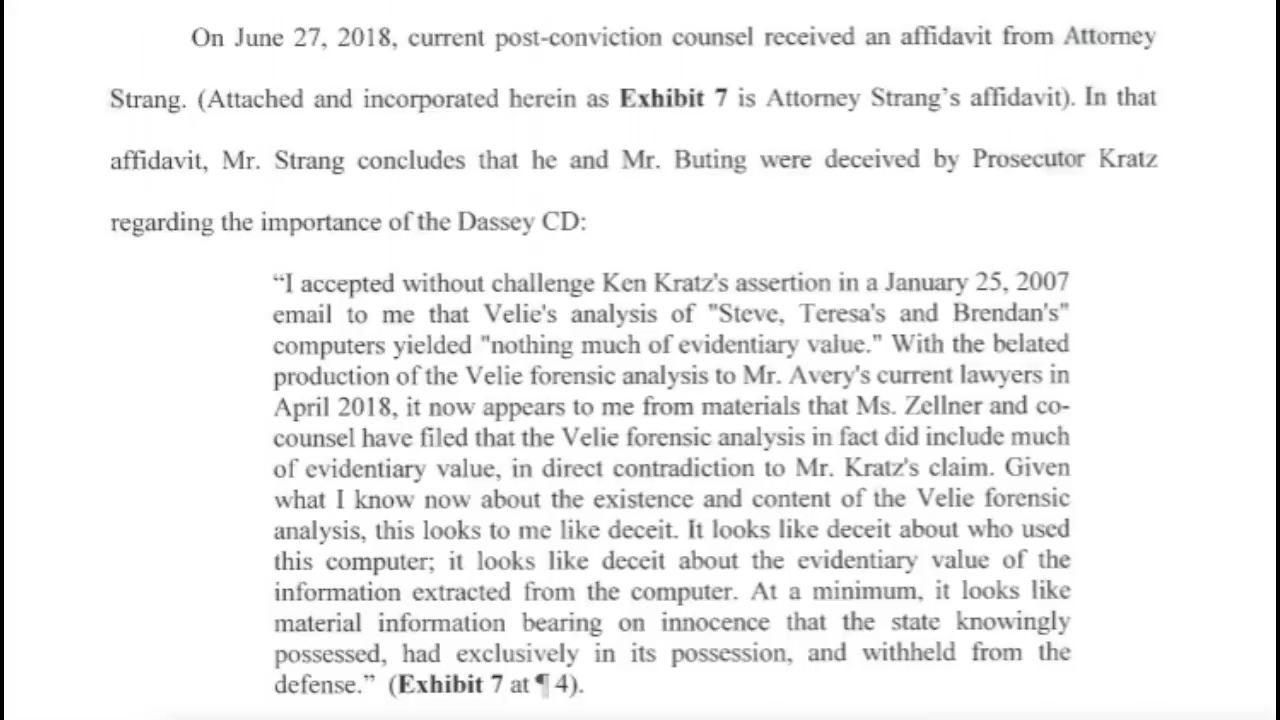 On June 27, 2018, current post-conviction counsel received an affidavit from Attorney
Strang. (Attached and incorporated herein as Exhibit 7 is Attorney Strang's affidavit). In that
affidavit, Mr. Strang concludes that he and Mr. Buting were deceived by Prosecutor Kratz
regarding the importance of the Dassey CD:
“I accepted without challenge Ken Kratz's assertion in a January 25, 2007
email to me that Velie's analysis of "Steve, Teresa's and Brendan's"
computers yielded "nothing much of evidentiary value." With the belated
production of the Velie forensic analysis to Mr. Avery's current lawyers in
April 2018, it now appears to me from materials that Ms. Zellner and co-
counsel have filed that the Velie forensic analysis in fact did include much
of evidentiary value, in direct contradiction to Mr. Kratz's claim. Given
what I know now about the existence and content of the Velie forensic
analysis, this looks to me like deceit. It looks like deceit about who used
this computer; it looks like deceit about the evidentiary value of the
information extracted from the computer. At a minimum, it looks like
material information bearing on innocence that the state knowingly
possessed, had exclusively in its possession, and withheld from the
defense.” (Exhibit 7 at ¶ 4).